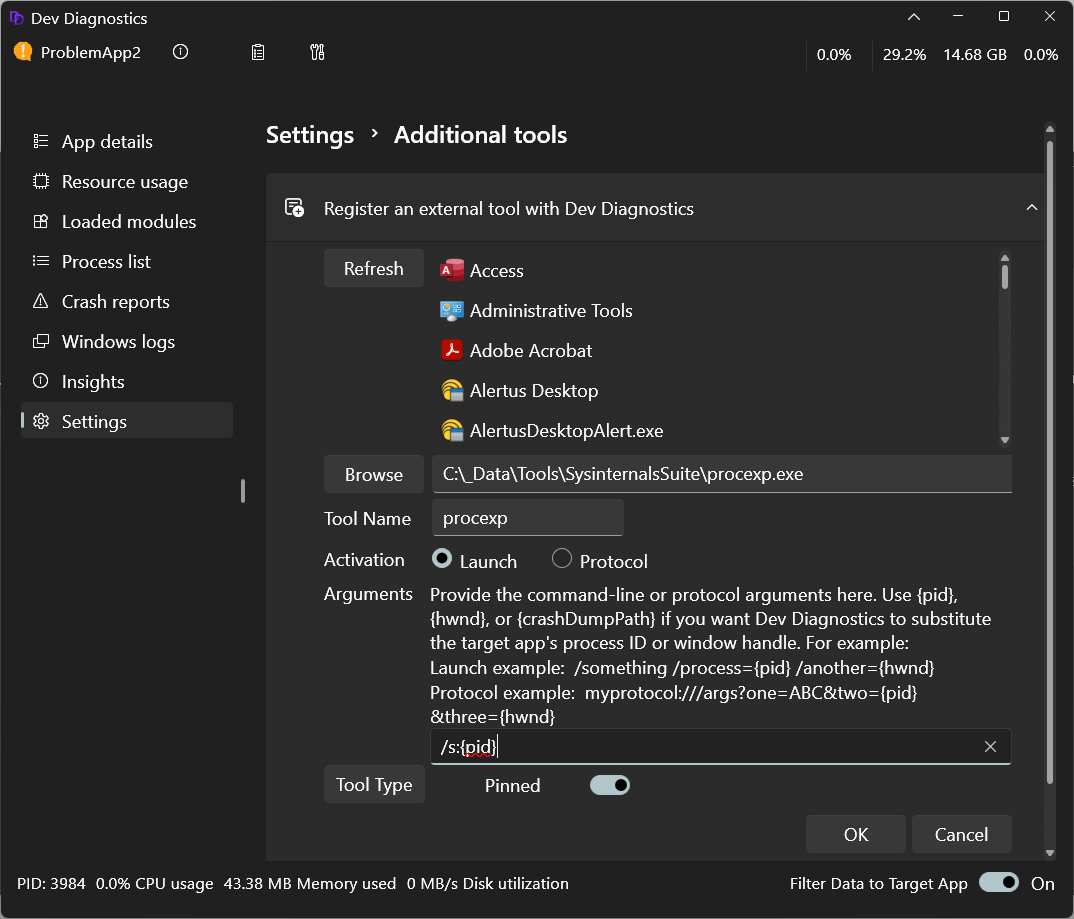 Dev Diagnostics
ProblemApp2
0.0% 29.2% 14.68 GB 0.0%
App details
Resource usage
Loaded modules
Process list
Crash reports
Windows logs
Insights
Settings
Settings > Additional tools
Register an external tool with Dev Diagnostics
Refresh
Access
Administrative Tools
Adobe Acrobat
Alertus Desktop
AlertusDesktopAlert.exe
Browse C:\_Data\Tools\SysinternalsSuite\procexp.exe
Tool Name procexp
Activation Launch Protocol
Arguments Provide the command-line or protocol arguments here. Use {pid},
{hwnd}, or {crashDumpPath} if you want Dev Diagnostics to substitute
the target app's process ID or window handle. For example:
Launch example:  /something /process={pid} /another={hwnd}
Protocol example:  myprotocol:///args?one=ABC&two={pid}
&three={hwnd}
/s:{pid}
Tool Type Pinned
OK Cancel
PID: 3984 0.0% CPU usage 43.38 MB Memory used 0 MB/s Disk utilization Filter Data to Target App On